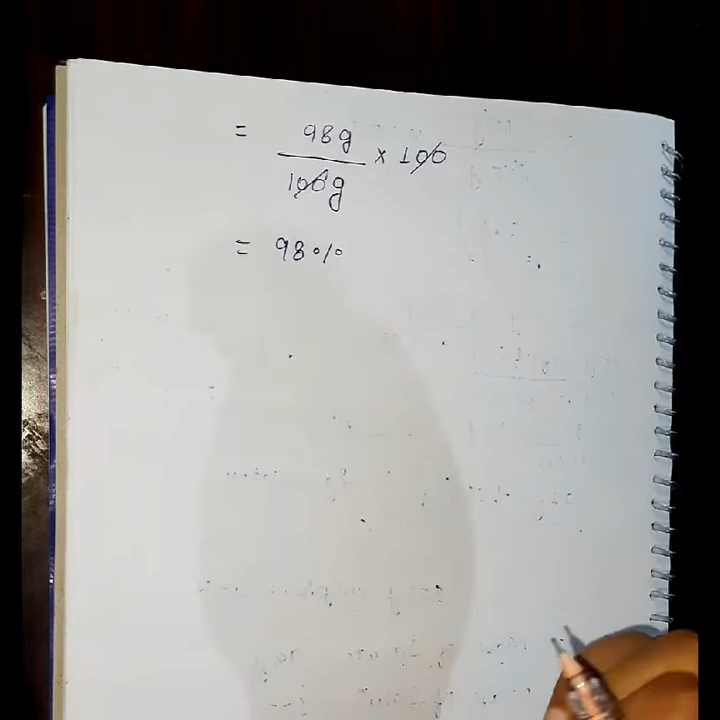 = 98g / 100g x 100
= 98%